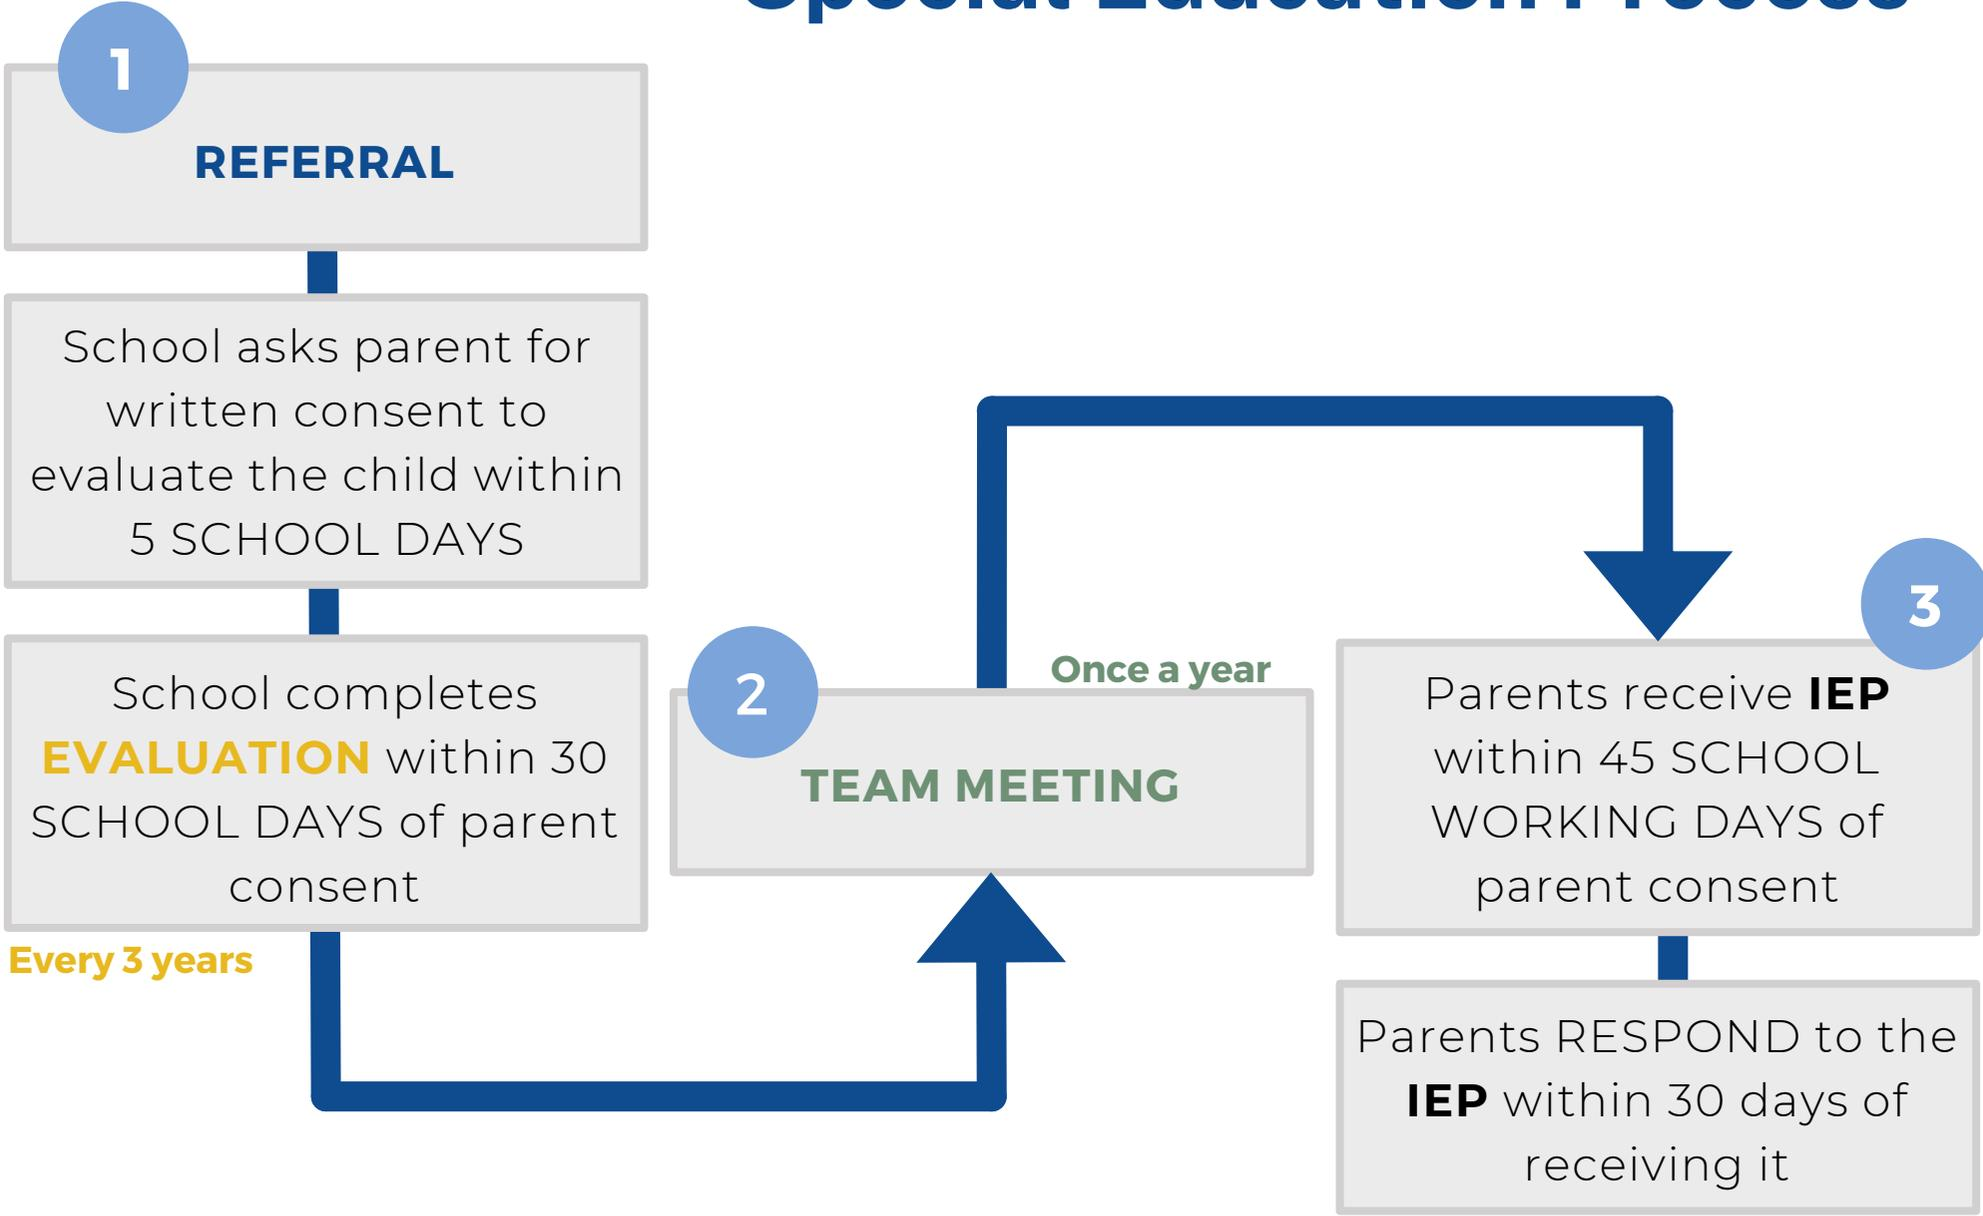 Special Education Process
1
REFERRAL
School asks parent for
written consent to
evaluate the child within
5 SCHOOL DAYS
School completes
EVALUATION within 30
SCHOOL DAYS of parent
consent
Every 3 years
2
Once a year
TEAM MEETING
3
Parents receive IEP
within 45 SCHOOL
WORKING DAYS of
parent consent
Parents RESPOND to the
IEP within 30 days of
receiving it